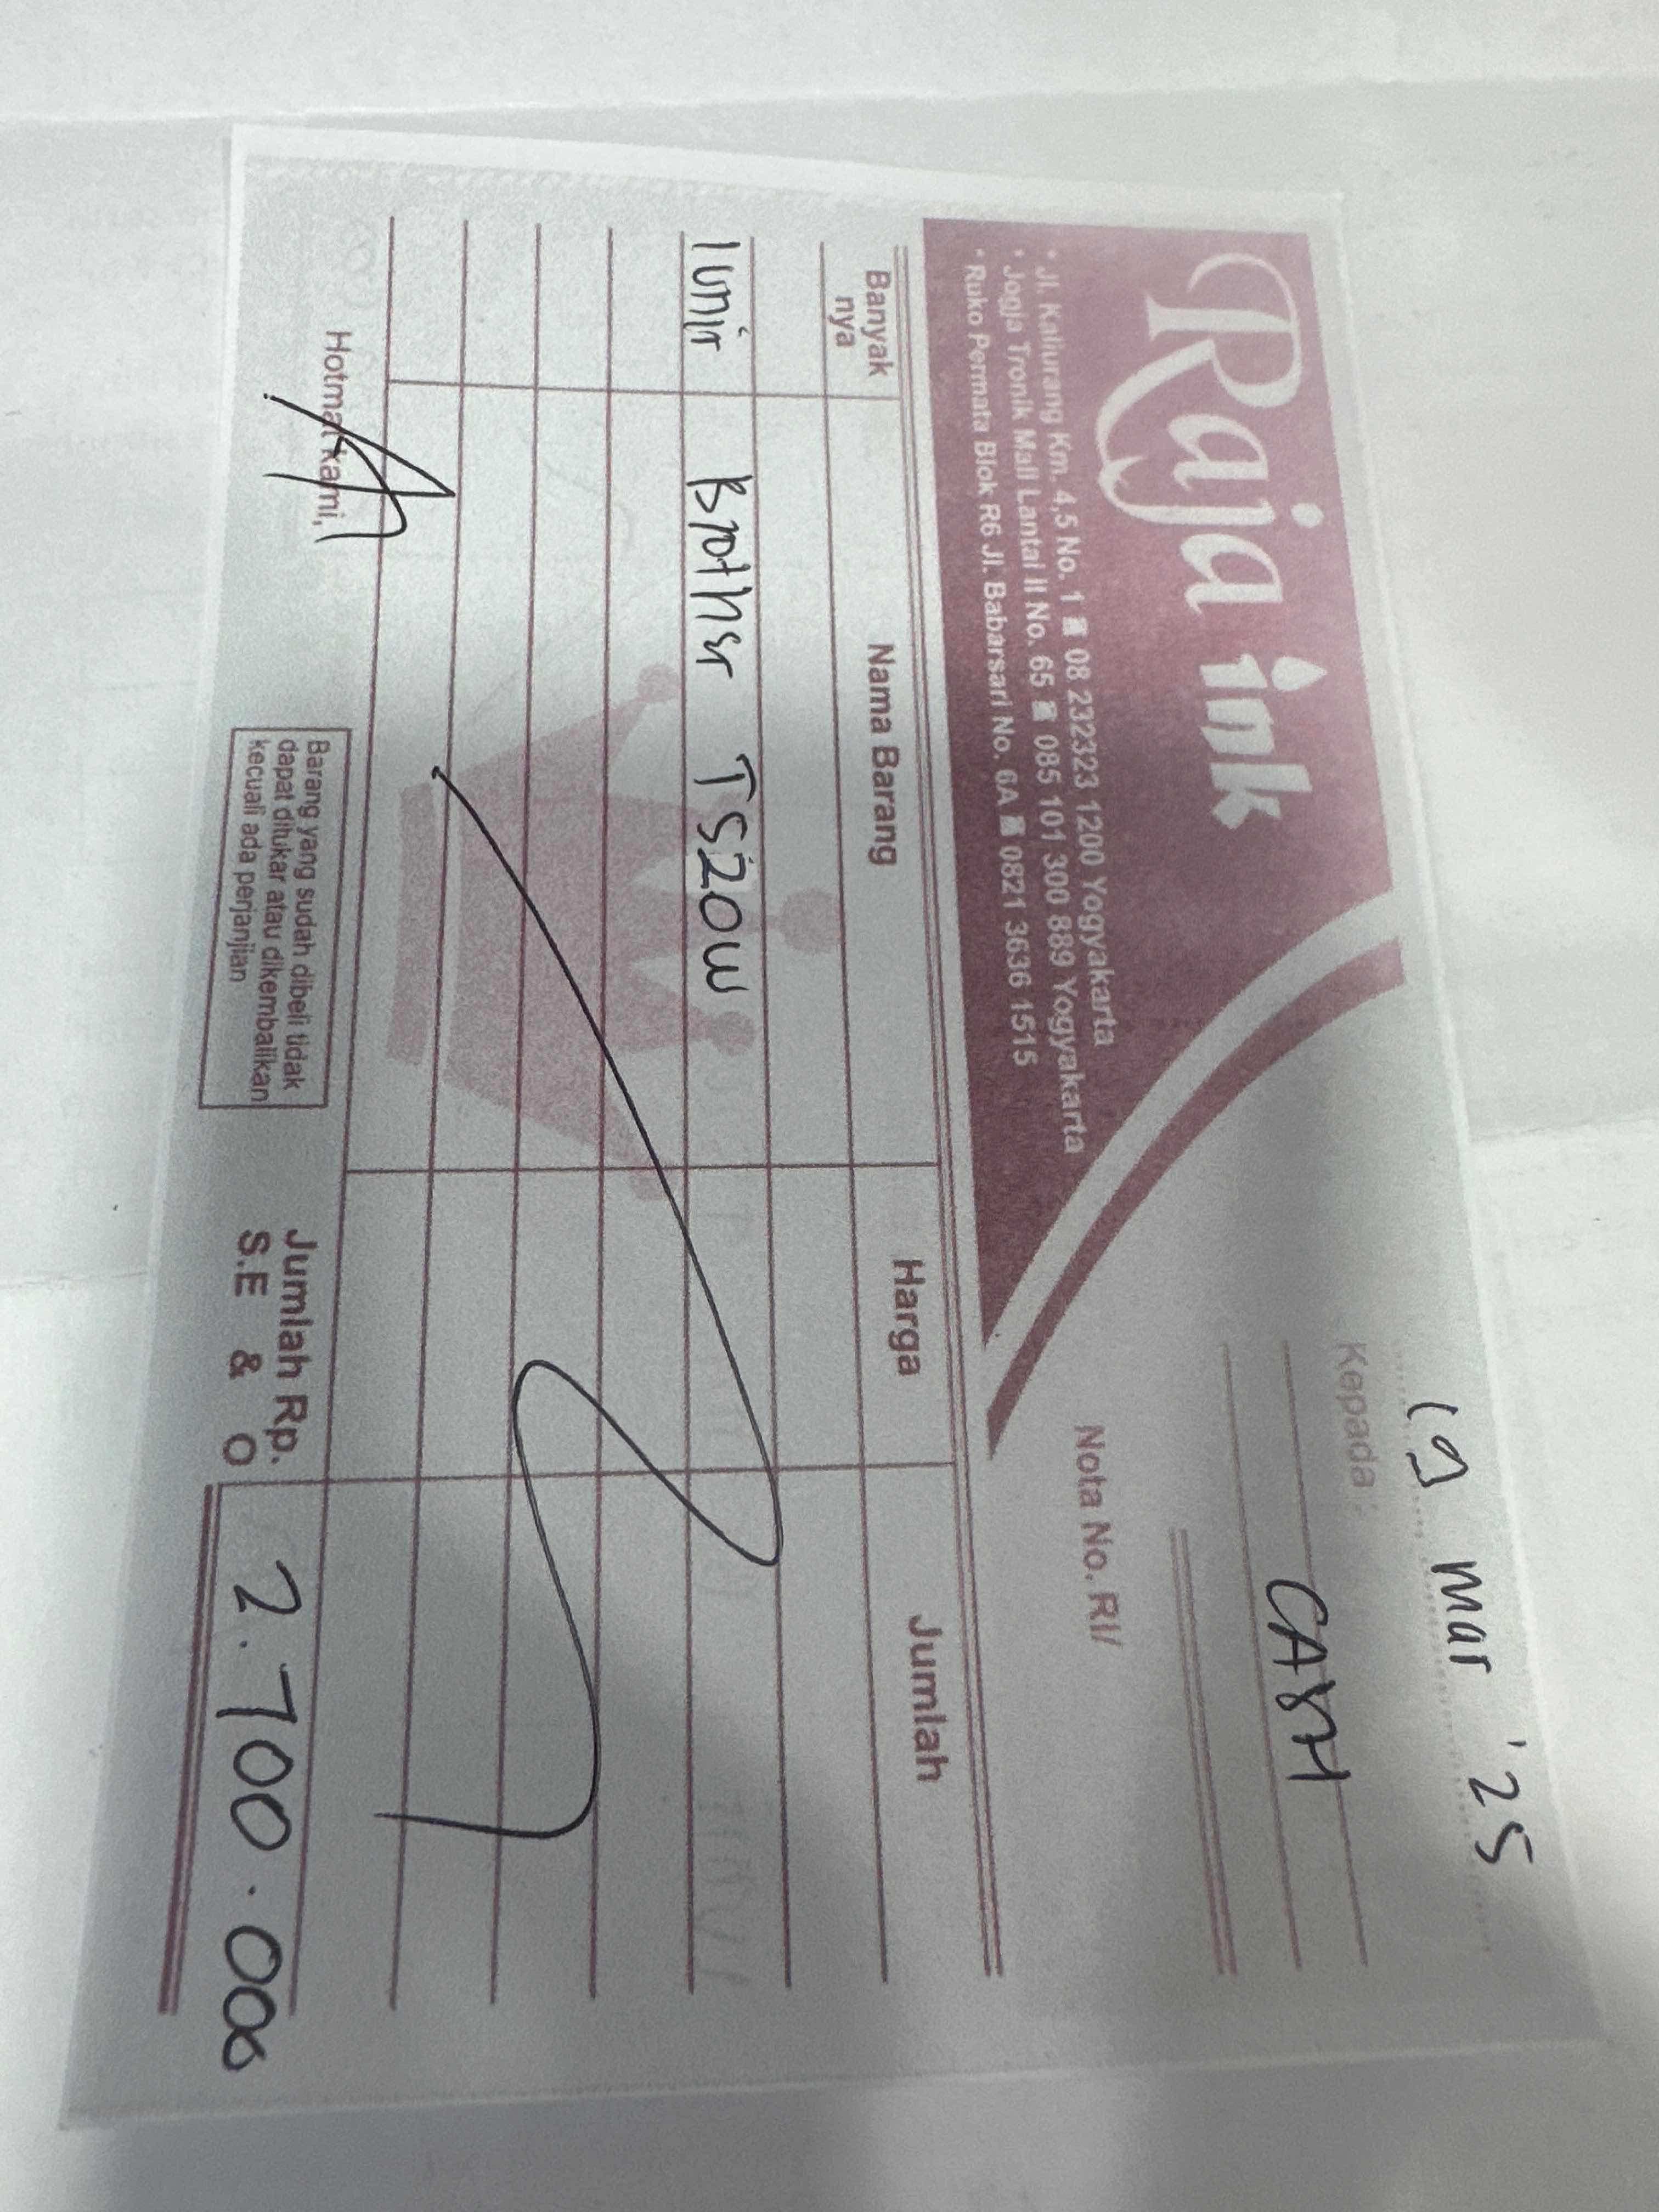 19 Mar '25
Raja ink
Kepada :
CASH
* Jl. Kaliurang Km. 4,5 No. 1 08 232323 1200 Yogyakarta
* Jogja Tronik Mall Lantai II No. 65 085 101 300 889 Yogyakarta
* Ruko Permata Blok R6 Jl. Babarsari No. 6A 0821 3636 1515
Nota No. RI/
Banyak nya Nama Barang Harga Jumlah
1 unit Brother T520W
Hotmat kami,
Barang yang sudah dibeli tidak
dapat ditukar atau dikembalikan
kecuali ada perjanjian
Jumlah Rp. 2.700.000
S.E & O